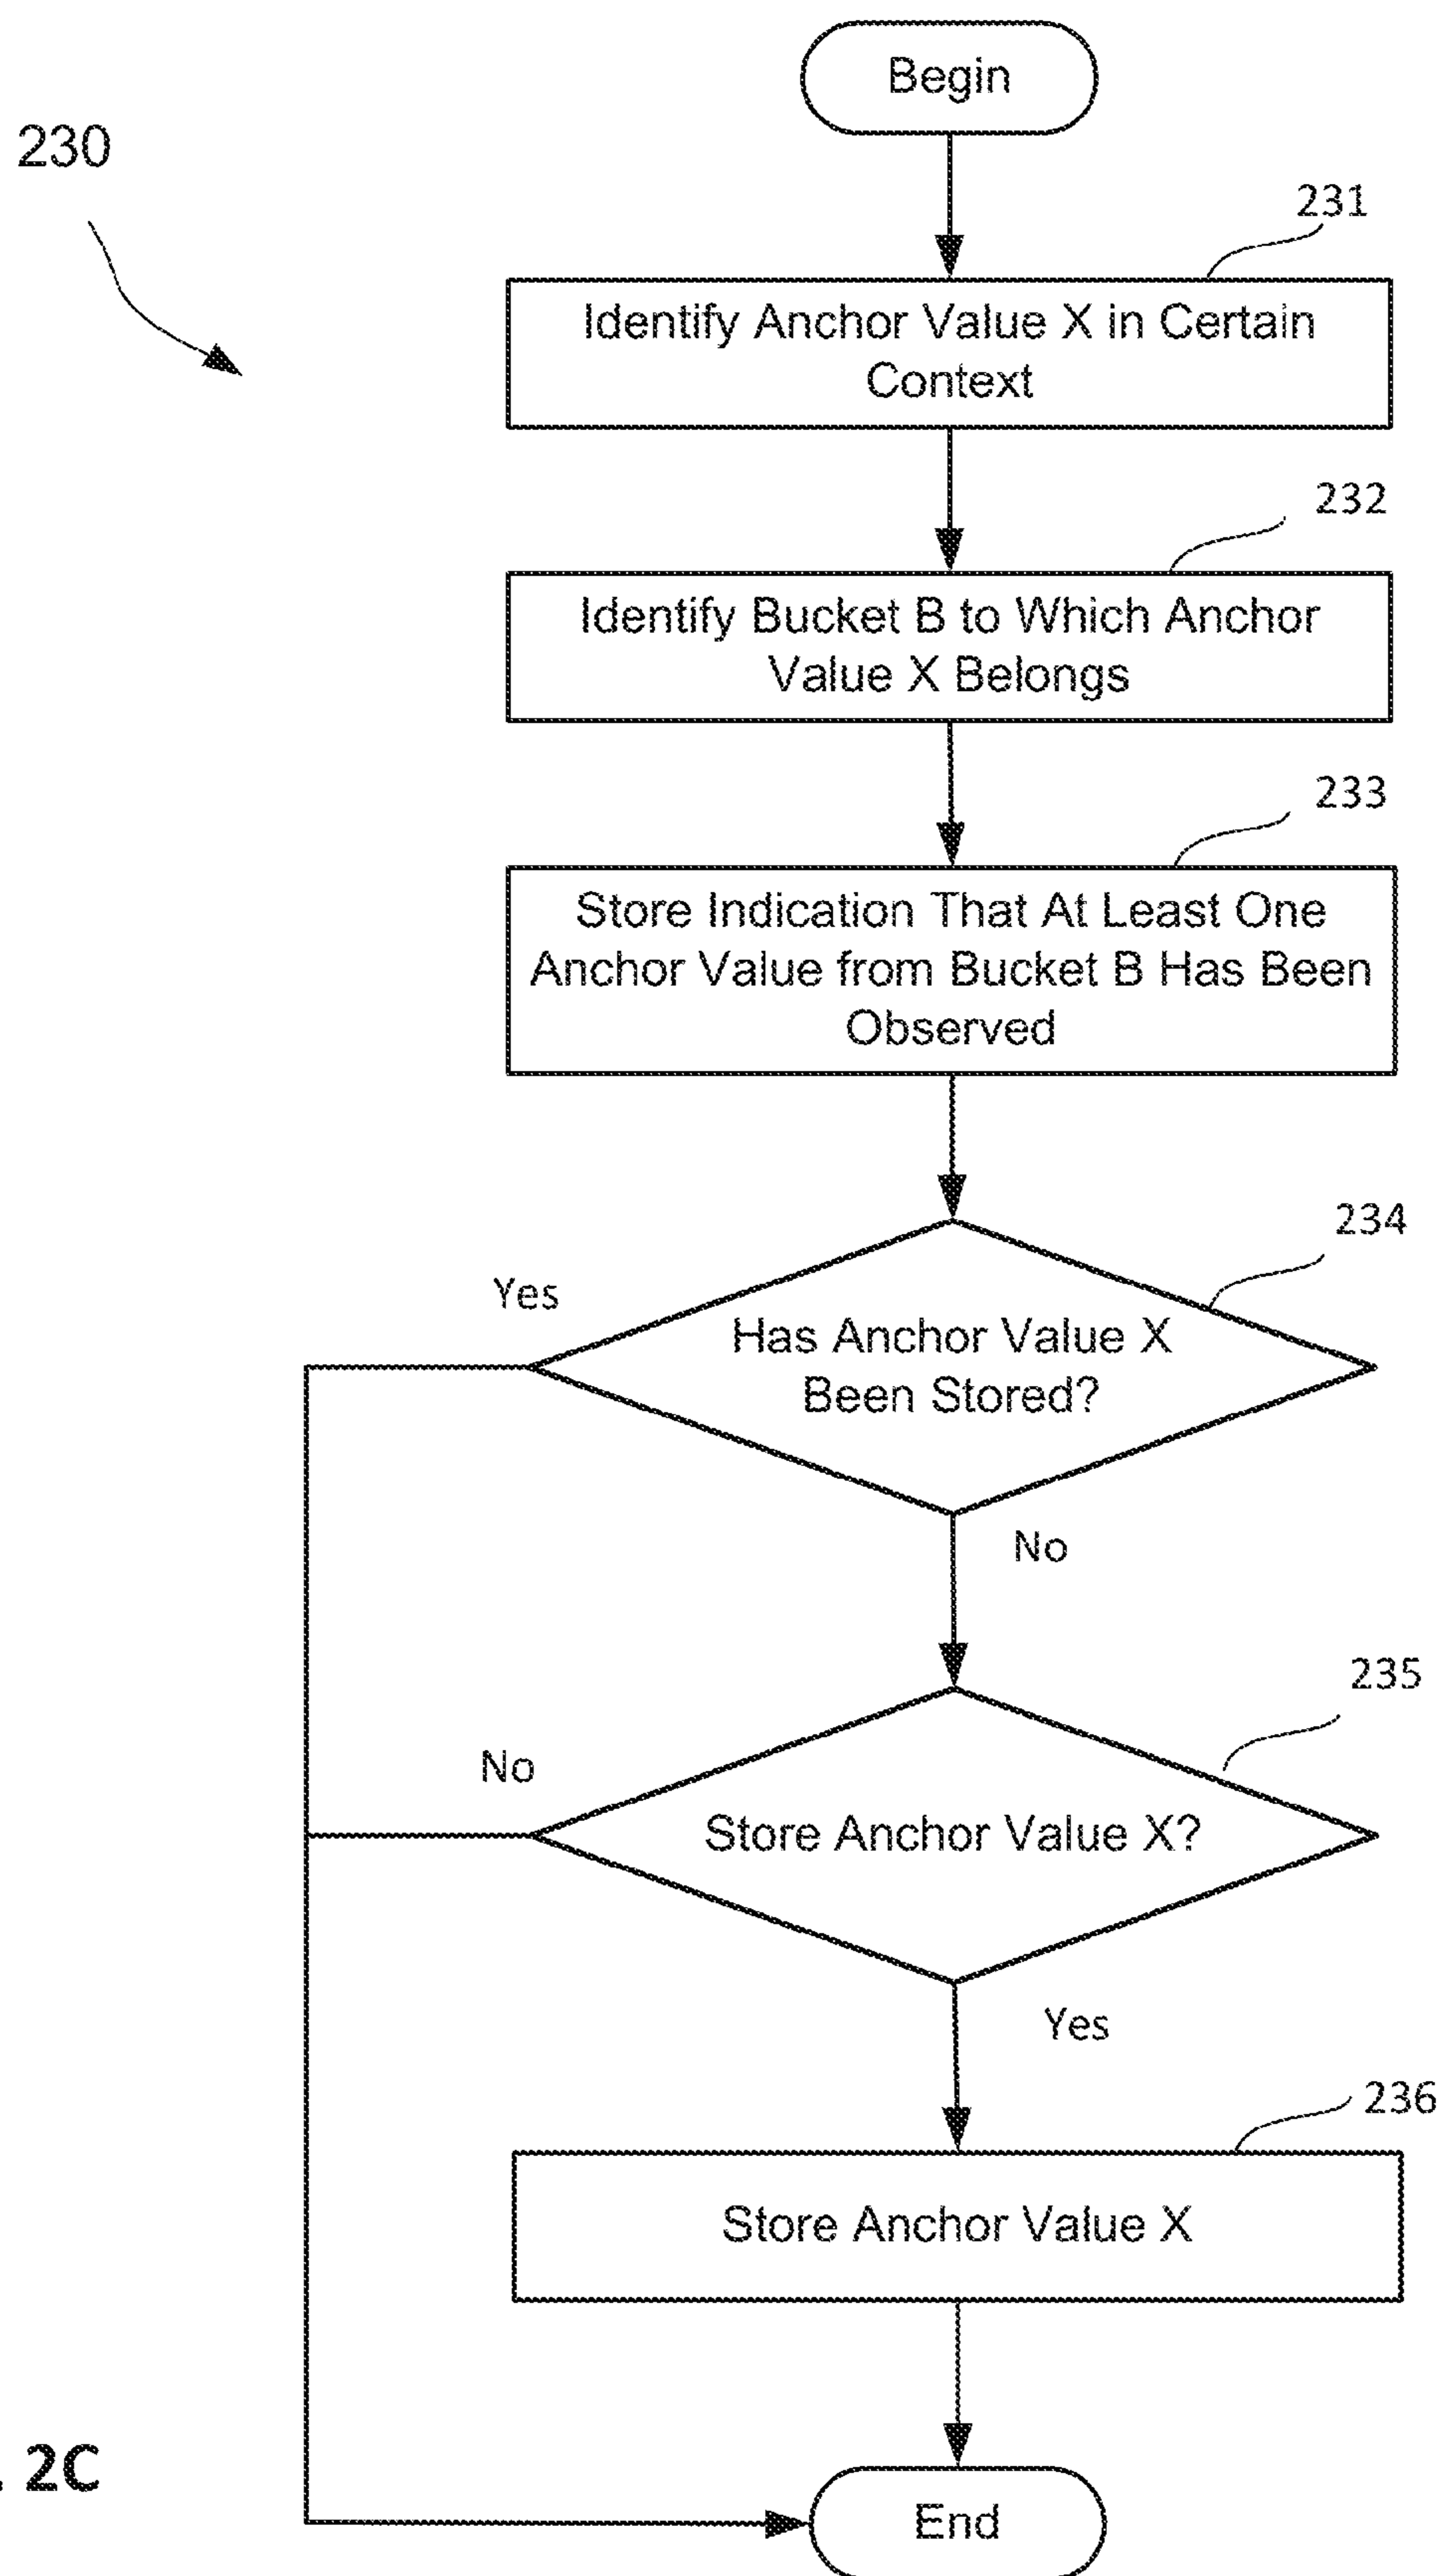 Begin
230
231
Identify Anchor Value X in Certain
Context
232
Identify Bucket B to Which Anchor
Value X Belongs
233
Store Indication That At Least One
Anchor Value from Bucket B Has Been
Observed
234
Yes
Has Anchor Value X
Been Stored?
No
235
No
Store Anchor Value X?
Yes
236
Store Anchor Value X
. 2C
End